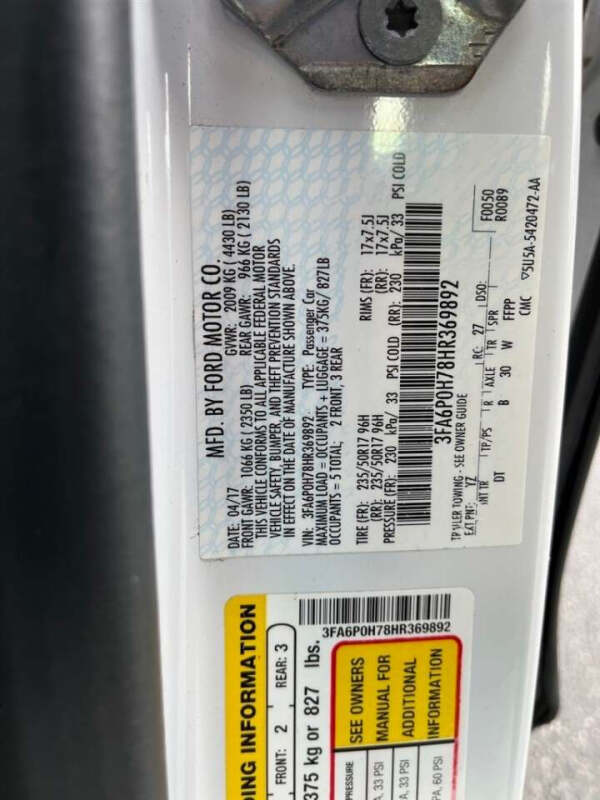 MFD. BY FORD MOTOR CO.
DATE: 04/17 GVWR: 2009 KG ( 4430 LB)
FRONT GAWR: 1066 KG ( 2350 LB) REAR GAWR: 966 KG ( 2130 LB)
THIS VEHICLE CONFORMS TO ALL APPLICABLE FEDERAL MOTOR
VEHICLE SAFETY, BUMPER, AND THEFT PREVENTION STANDARDS
IN EFFECT ON THE DATE OF MANUFACTURE SHOWN ABOVE.
VIN: 3FA6P0H78HR369892 TYPE: Passenger Car
MAXIMUM LOAD = OCCUPANTS + LUGGAGE = 375KG/ 827LB
OCCUPANTS = 5 TOTAL: 2 FRONT, 3 REAR
TIRE (FR): 235/50R17 96H RIMS (FR): 17x7.5J
(RR): 235/50R17 96H (RR): 17x7.5J
PRESSURE (FR): 230 kPa/ 33 PSI COLD (RR): 230 kPa/ 33 PSI COLD
3FA6P0H78HR369892
TOWING - SEE OWNER GUIDE F0050
YZ RC: 27 DSO: R0089
INT TR TP/PS R AXLE TR SPR
DT B 30 W FFPP
CMC ▽5U5A-5420472-AA
3FA6P0H78HR369892
INFORMATION
FRONT: 2 REAR: 3
375 kg or 827 lbs.
PRESSURE SEE OWNERS
33 PSI MANUAL FOR
33 PSI ADDITIONAL
60 PSI INFORMATION